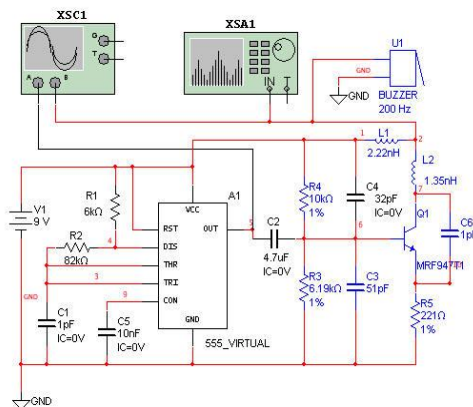 XSC1
XSA1
G
T
A B
IN T
U1
GND
GND
BUZZER
200 Hz
1 L1 2
2.22nH
L2
1.35nH
7
R1
6kΩ
A1
R4
10kΩ
1%
C4
32pF
IC=0V
Q1
C6
1pF
V1
9 V
VCC
RST OUT
DIS
THR
TRI
CON
GND
5
C2
4.7uF
IC=0V
6
R2
82kΩ
4
3
9
MRF947T1
GND
C1
1pF
IC=0V
C5
10nF
IC=0V
R3
6.19kΩ
1%
C3
51pF
R5
221Ω
1%
555_VIRTUAL
GND